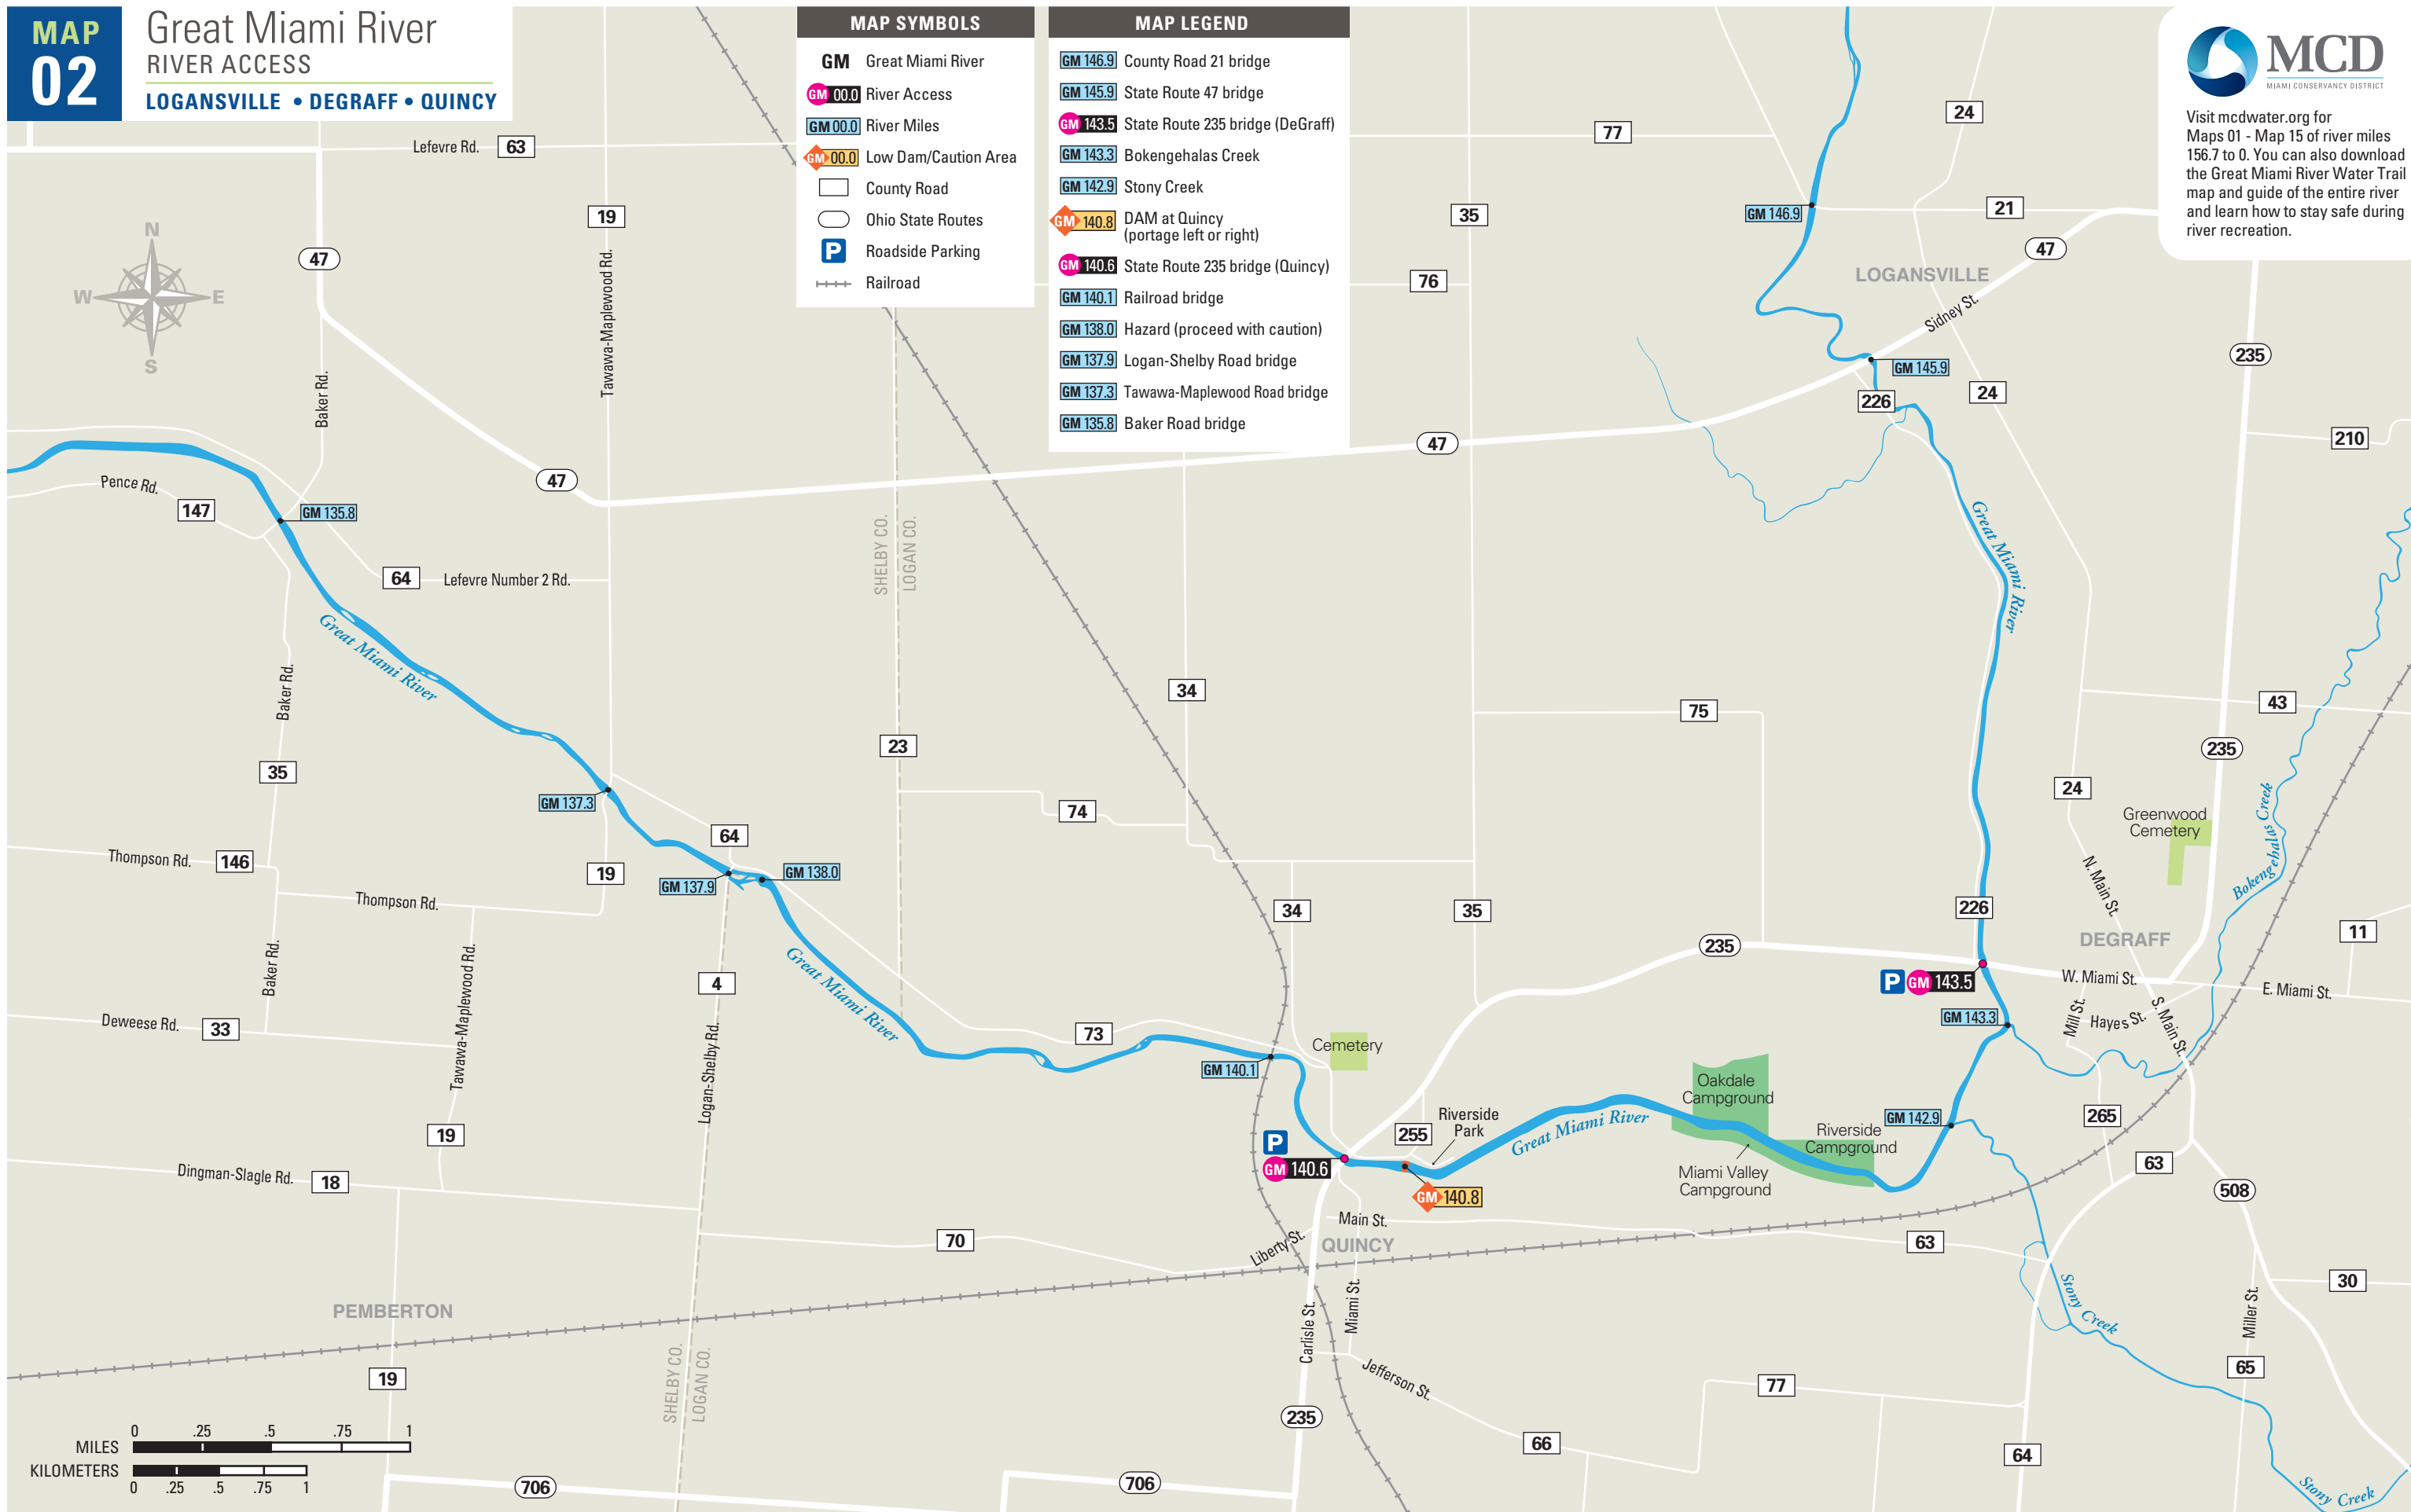 MAP
02
Great Miami River
RIVER ACCESS
LOGANSVILLE • DEGRAFF • QUINCY
MAP SYMBOLS
GM Great Miami River
GM 00.0 River Access
GM 00.0 River Miles
GM 00.0 Low Dam/Caution Area
County Road
Ohio State Routes
P Roadside Parking
Railroad
MAP LEGEND
GM 146.9 County Road 21 bridge
GM 145.9 State Route 47 bridge
GM 143.5 State Route 235 bridge (DeGraff)
GM 143.3 Bokengehalas Creek
GM 142.9 Stony Creek
GM 140.8 DAM at Quincy
(portage left or right)
GM 140.6 State Route 235 bridge (Quincy)
GM 140.1 Railroad bridge
GM 138.0 Hazard (proceed with caution)
GM 137.9 Logan-Shelby Road bridge
GM 137.3 Tawawa-Maplewood Road bridge
GM 135.8 Baker Road bridge
MCD
MIAMI CONSERVANCY DISTRICT
Visit mcdwater.org for
Maps 01 - Map 15 of river miles
156.7 to 0. You can also download
the Great Miami River Water Trail
map and guide of the entire river
and learn how to stay safe during
river recreation.
N
W E
S
Lefevre Rd. 63
77
24
19
35
21
GM 146.9
47
47
76
LOGANSVILLE
Sidney St.
Tawawa-Maplewood Rd.
235
GM 145.9
Baker Rd.
226
24
47
210
47
Pence Rd.
147
GM 135.8
SHELBY CO.
LOGAN CO.
Great Miami River
64
Lefevre Number 2 Rd.
Great Miami River
Baker Rd.
34
75
43
23
235
35
24
GM 137.3
74
Greenwood
Cemetery
Bokengehalas Creek
64
Thompson Rd. 146
19
GM 137.9
GM 138.0
N. Main St.
Thompson Rd.
34
35
226
11
235
DEGRAFF
Baker Rd.
Tawawa-Maplewood Rd.
4
Great Miami River
P GM 143.5
W. Miami St.
E. Miami St.
GM 143.3
Mill St.
Hayes St.
S. Main St.
Deweese Rd. 33
73
Cemetery
GM 140.1
Logan-Shelby Rd.
Oakdale
Campground
Riverside
Park
GM 142.9
265
19
255
Great Miami River
Riverside
Campground
P
GM 140.6
GM 140.8
Miami Valley
Campground
63
Dingman-Slagle Rd. 18
508
Main St.
70
Liberty St.
QUINCY
63
30
Stony Creek
PEMBERTON
Carlisle St.
Miami St.
Miller St.
SHELBY CO.
LOGAN CO.
19
Jefferson St.
65
77
235
66
64
MILES
0 .25 .5 .75 1
KILOMETERS
0 .25 .5 .75 1
706
706
Stony Creek